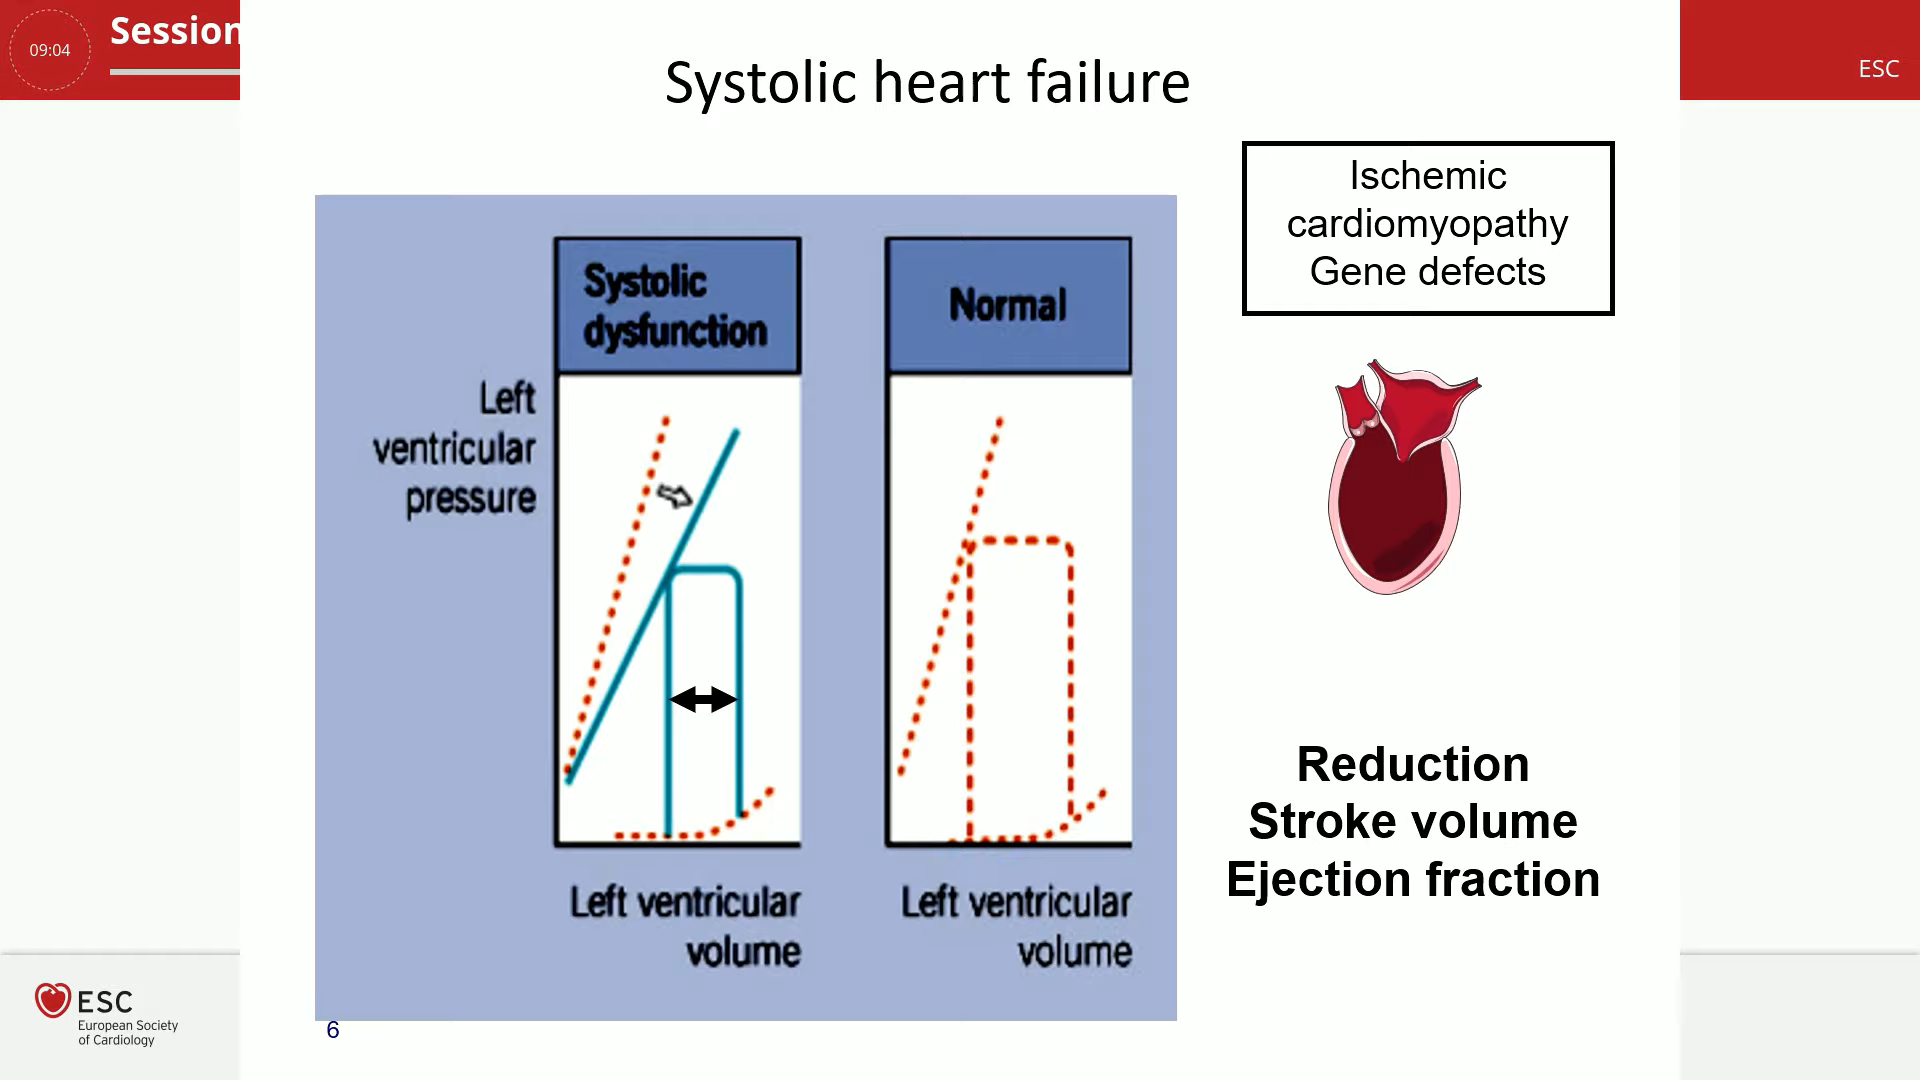 09:04
Session
ESC
Systolic heart failure
Ischemic
cardiomyopathy
Gene defects
Systolic
dysfunction
Normal
Left
ventricular
pressure
Left ventricular
volume
Left ventricular
volume
Reduction
Stroke volume
Ejection fraction
ESC
European Society
of Cardiology
6